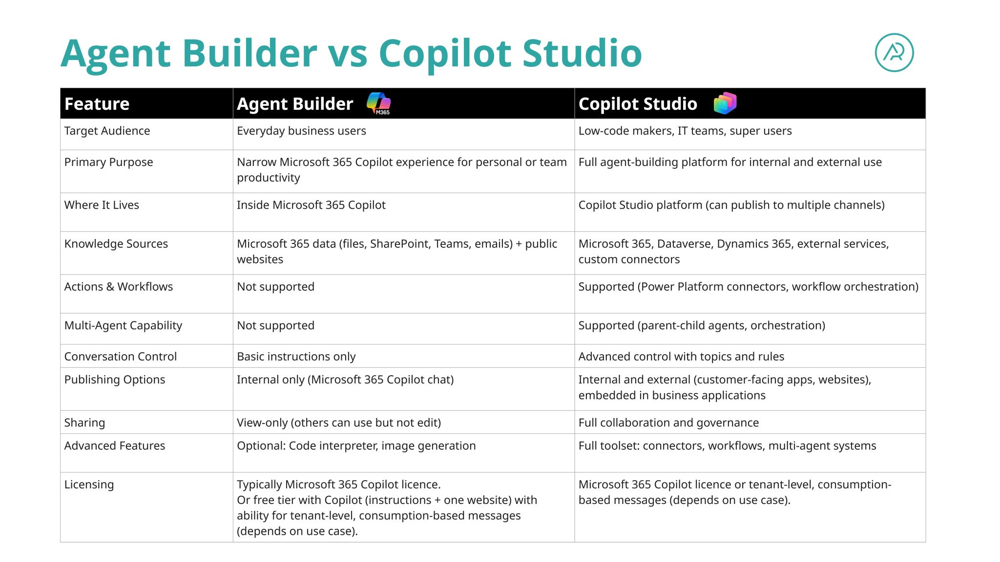 Agent Builder vs Copilot Studio
AR
Feature
Agent Builder
M365
Copilot Studio
Target Audience
Everyday business users
Low-code makers, IT teams, super users
Primary Purpose
Narrow Microsoft 365 Copilot experience for personal or team
productivity
Full agent-building platform for internal and external use
Where It Lives
Inside Microsoft 365 Copilot
Copilot Studio platform (can publish to multiple channels)
Knowledge Sources
Microsoft 365 data (files, SharePoint, Teams, emails) + public
websites
Microsoft 365, Dataverse, Dynamics 365, external services,
custom connectors
Actions & Workflows
Not supported
Supported (Power Platform connectors, workflow orchestration)
Multi-Agent Capability
Not supported
Supported (parent-child agents, orchestration)
Conversation Control
Basic instructions only
Advanced control with topics and rules
Publishing Options
Internal only (Microsoft 365 Copilot chat)
Internal and external (customer-facing apps, websites),
embedded in business applications
Sharing
View-only (others can use but not edit)
Full collaboration and governance
Advanced Features
Optional: Code interpreter, image generation
Full toolset: connectors, workflows, multi-agent systems
Licensing
Typically Microsoft 365 Copilot licence.
Or free tier with Copilot (instructions + one website) with
ability for tenant-level, consumption-based messages
(depends on use case).
Microsoft 365 Copilot licence or tenant-level, consumption-
based messages (depends on use case).